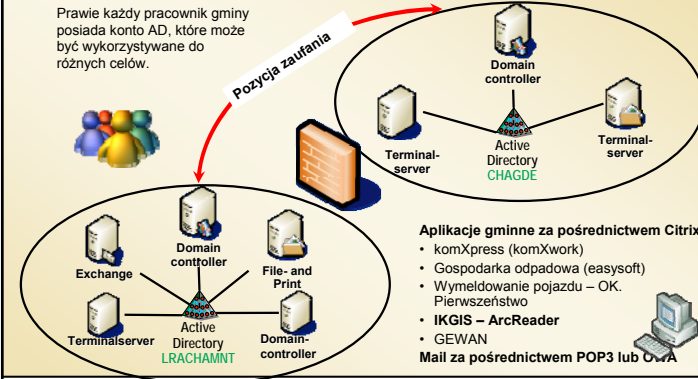 Prawie każdy pracownik gminy
posiada konto AD, które może
być wykorzystywane do
różnych celów.
Pozycja zaufania
Domain
controller
Terminal-
server
Active
Directory
CHAGDE
Terminal-
server
Exchange
Domain
controller
File- and
Print
Terminalserver
Active
Directory
LRACHAMNT
Domain-
controller
Aplikacje gminne za pośrednictwem Citrix
• komXpress (komXwork)
• Gospodarka odpadowa (easysoft)
• Wymeldowanie pojazdu – OK.
Pierwszeństwo
• IKGIS – ArcReader
• GEWAN
Mail za pośrednictwem POP3 lub OWA